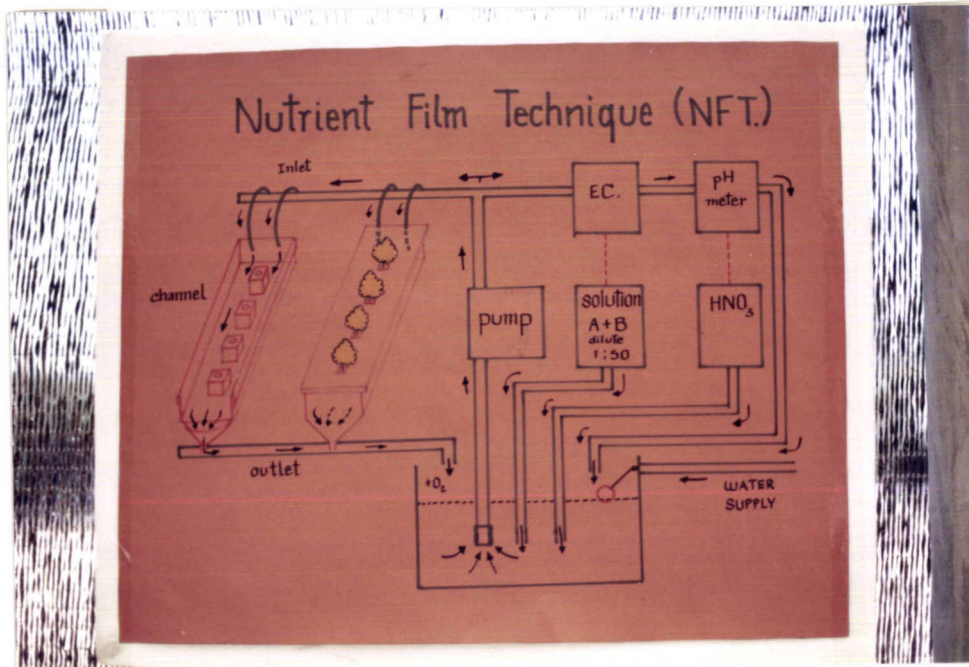 Nutrient Film Technique (NFT.)
Inlet
E.C.
pH
meter
channel
pump
solution
A+B
dilute
1:50
HNO₃
outlet
+O₂
WATER
SUPPLY